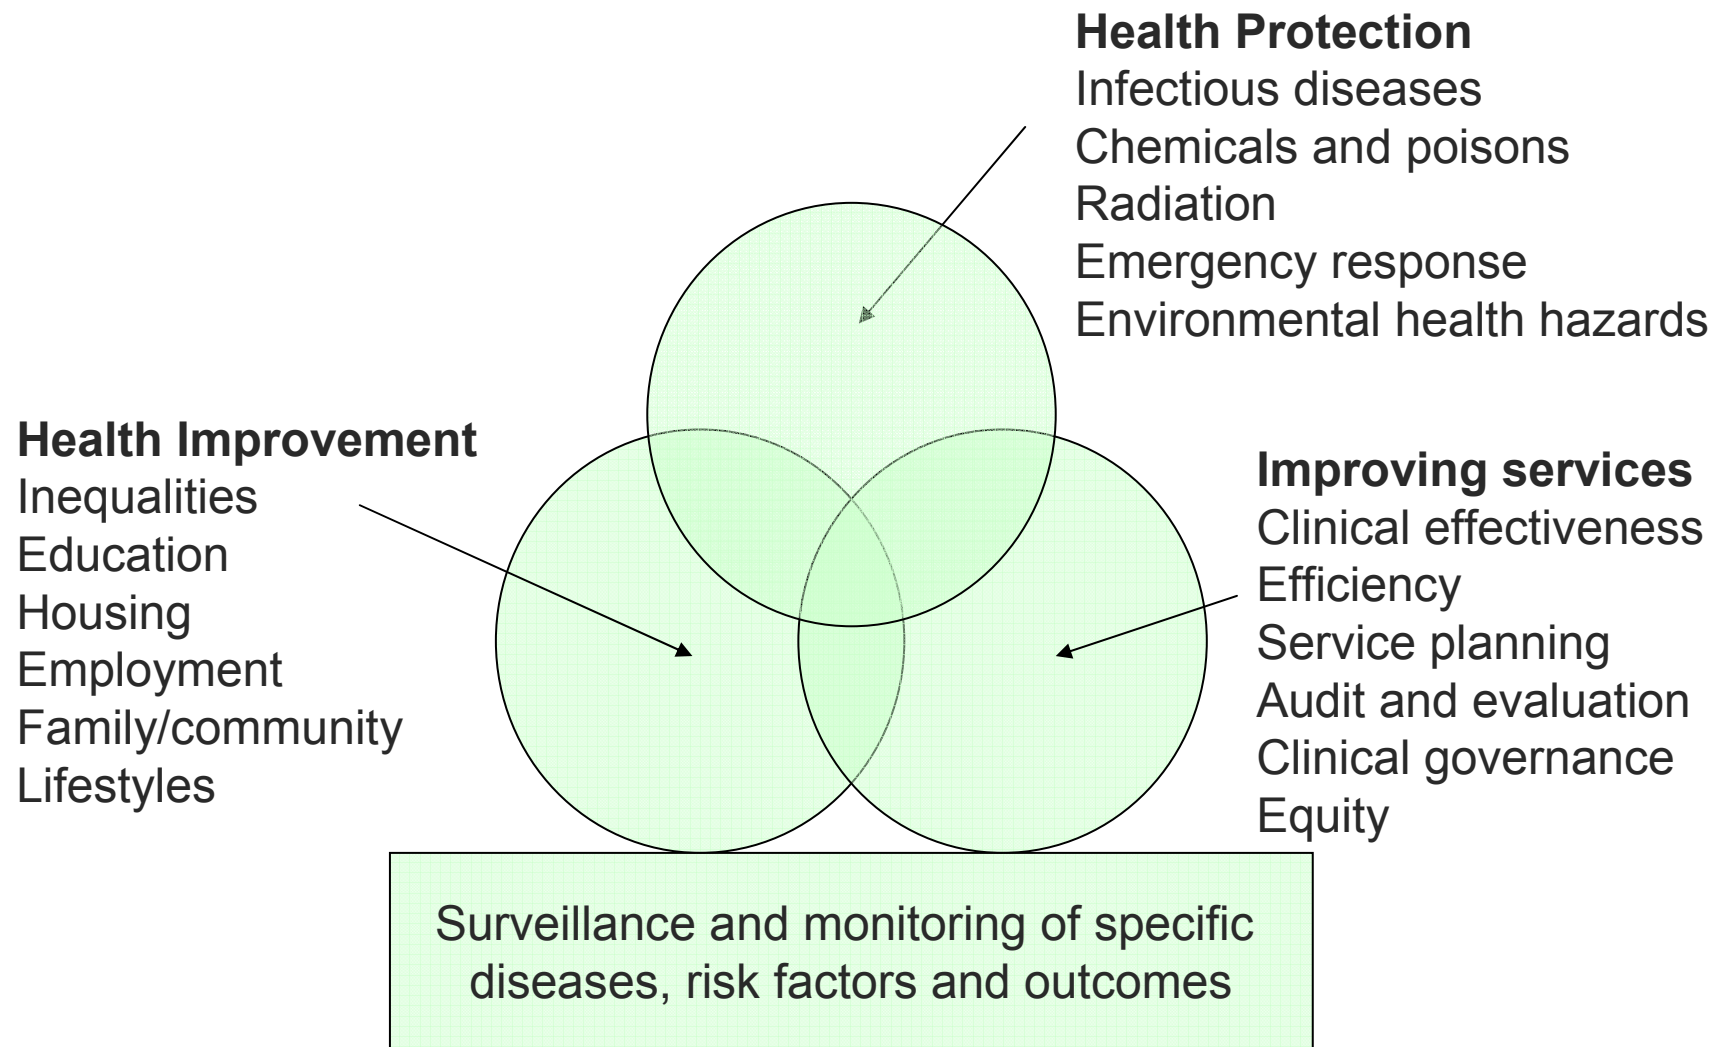 Health Protection
Infectious diseases
Chemicals and poisons
Radiation
Emergency response
Environmental health hazards
Health Improvement
Inequalities
Education
Housing
Employment
Family/community
Lifestyles
Improving services
Clinical effectiveness
Efficiency
Service planning
Audit and evaluation
Clinical governance
Equity
Surveillance and monitoring of specific
diseases, risk factors and outcomes